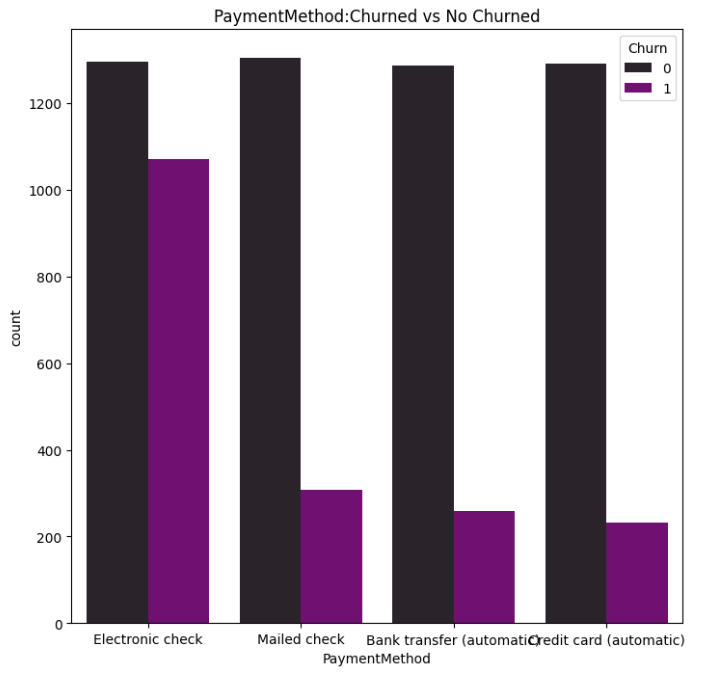 PaymentMethod:Churned vs No Churned
Churn
0
1
1200
1000
800
600
400
200
0
count
Electronic check
Mailed check
Bank transfer (automatic)
Credit card (automatic)
PaymentMethod